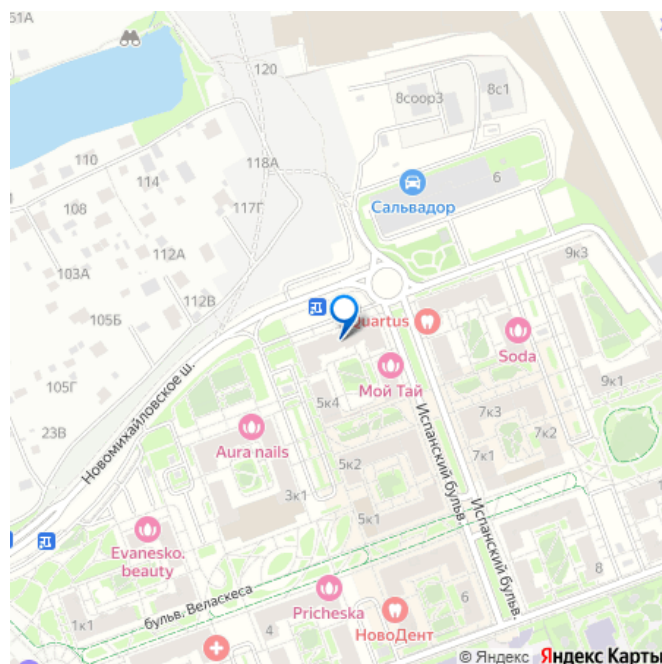 51А
120
8соор3
8с1
110
118А
114
6
Сальвадор
108
117Г
112А
9к3
103А
112В
Quartus
105Б
Soda
Мой Тай
105Г
5к4
9к1
Новомихайловское ш.
7к3
23В
Испанский бульв.
7к2
Aura nails
5к2
7к1
3к1
5к1
Испанский бульв.
Evanesko.
beauty
бульв. Веласкеса
8
Pricheska
6
1к1
4
НовоДент
© Яндекс Яндекс Карты